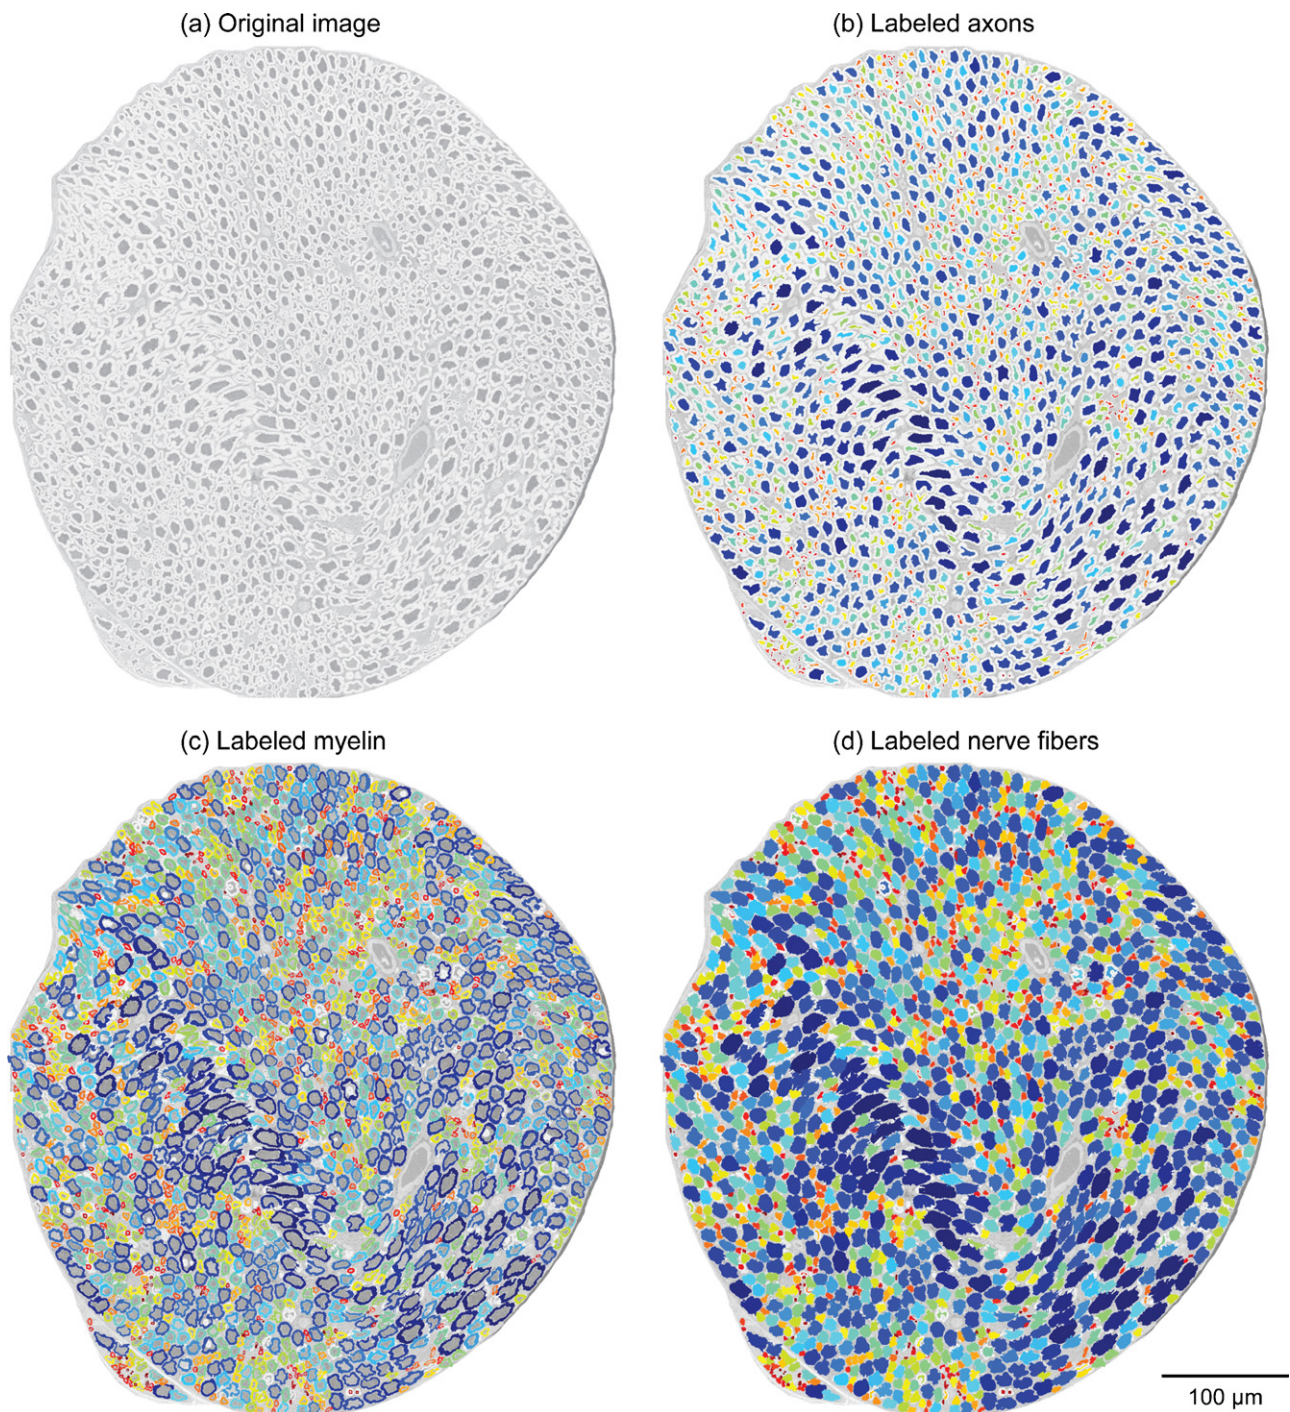 (a) Original image
(b) Labeled axons
(c) Labeled myelin
(d) Labeled nerve fibers
100 µm